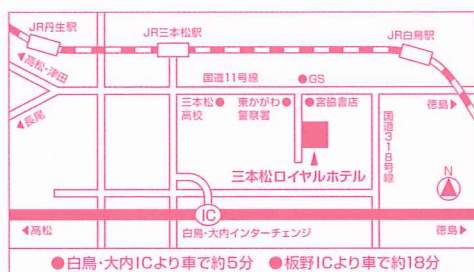 JR丹生駅
JR三本松駅
JR白鳥駅
◀高松・津田
国道11号線
●GS
◀長尾
三本松●
高校
東かがわ●
警察署
●宮脇書店
徳島▶
国道318号線
三本松ロイヤルホテル
N
IC
◀高松
白鳥・大内インターチェンジ
徳島▶
●白鳥・大内ICより車で約5分 ●板野ICより車で約18分